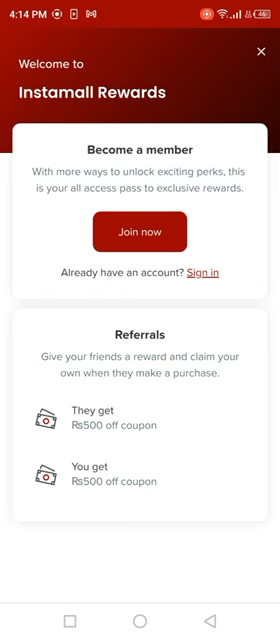 4:14 PM
46
Welcome to
Instamall Rewards
Become a member
With more ways to unlock exciting perks, this
is your all access pass to exclusive rewards.
Join now
Already have an account? Sign in
Referrals
Give your friends a reward and claim your
own when they make a purchase.
They get
Rs500 off coupon
You get
Rs500 off coupon